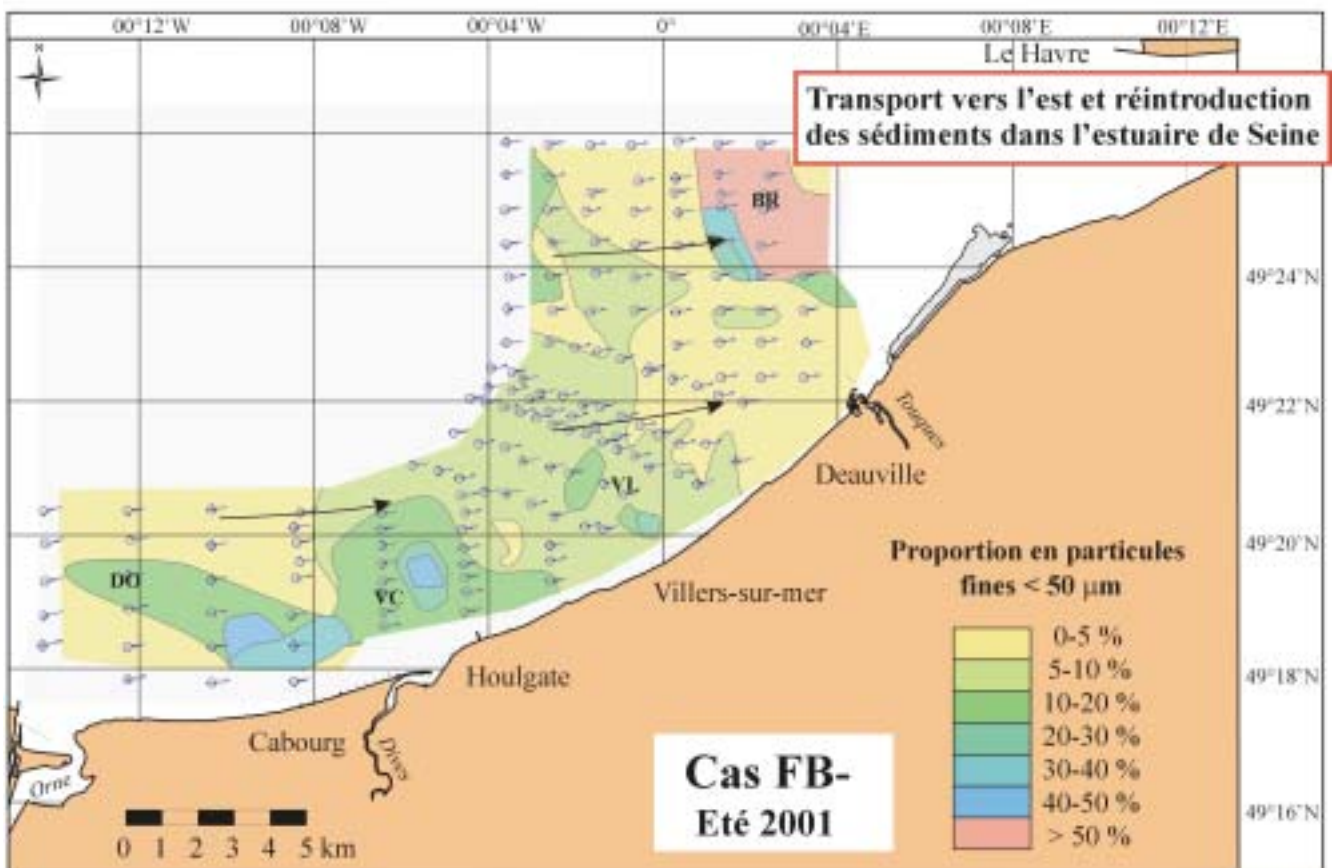 00°12'W 00°08'W 00°04'W 0° 00°04'E 00°08'E 00°12'E
N
Le Havre
Transport vers l'est et réintroduction
des sédiments dans l'estuaire de Seine
BR
49°24'N
49°22'N
Touques
Deauville
VL
49°20'N
DO
VC
Villers-sur-mer
Houlgate
49°18'N
Cabourg
Dives
Orne
49°16'N
0 1 2 3 4 5 km
Cas FB-
Eté 2001
Proportion en particules
fines < 50 µm
0-5 %
5-10 %
10-20 %
20-30 %
30-40 %
40-50 %
> 50 %